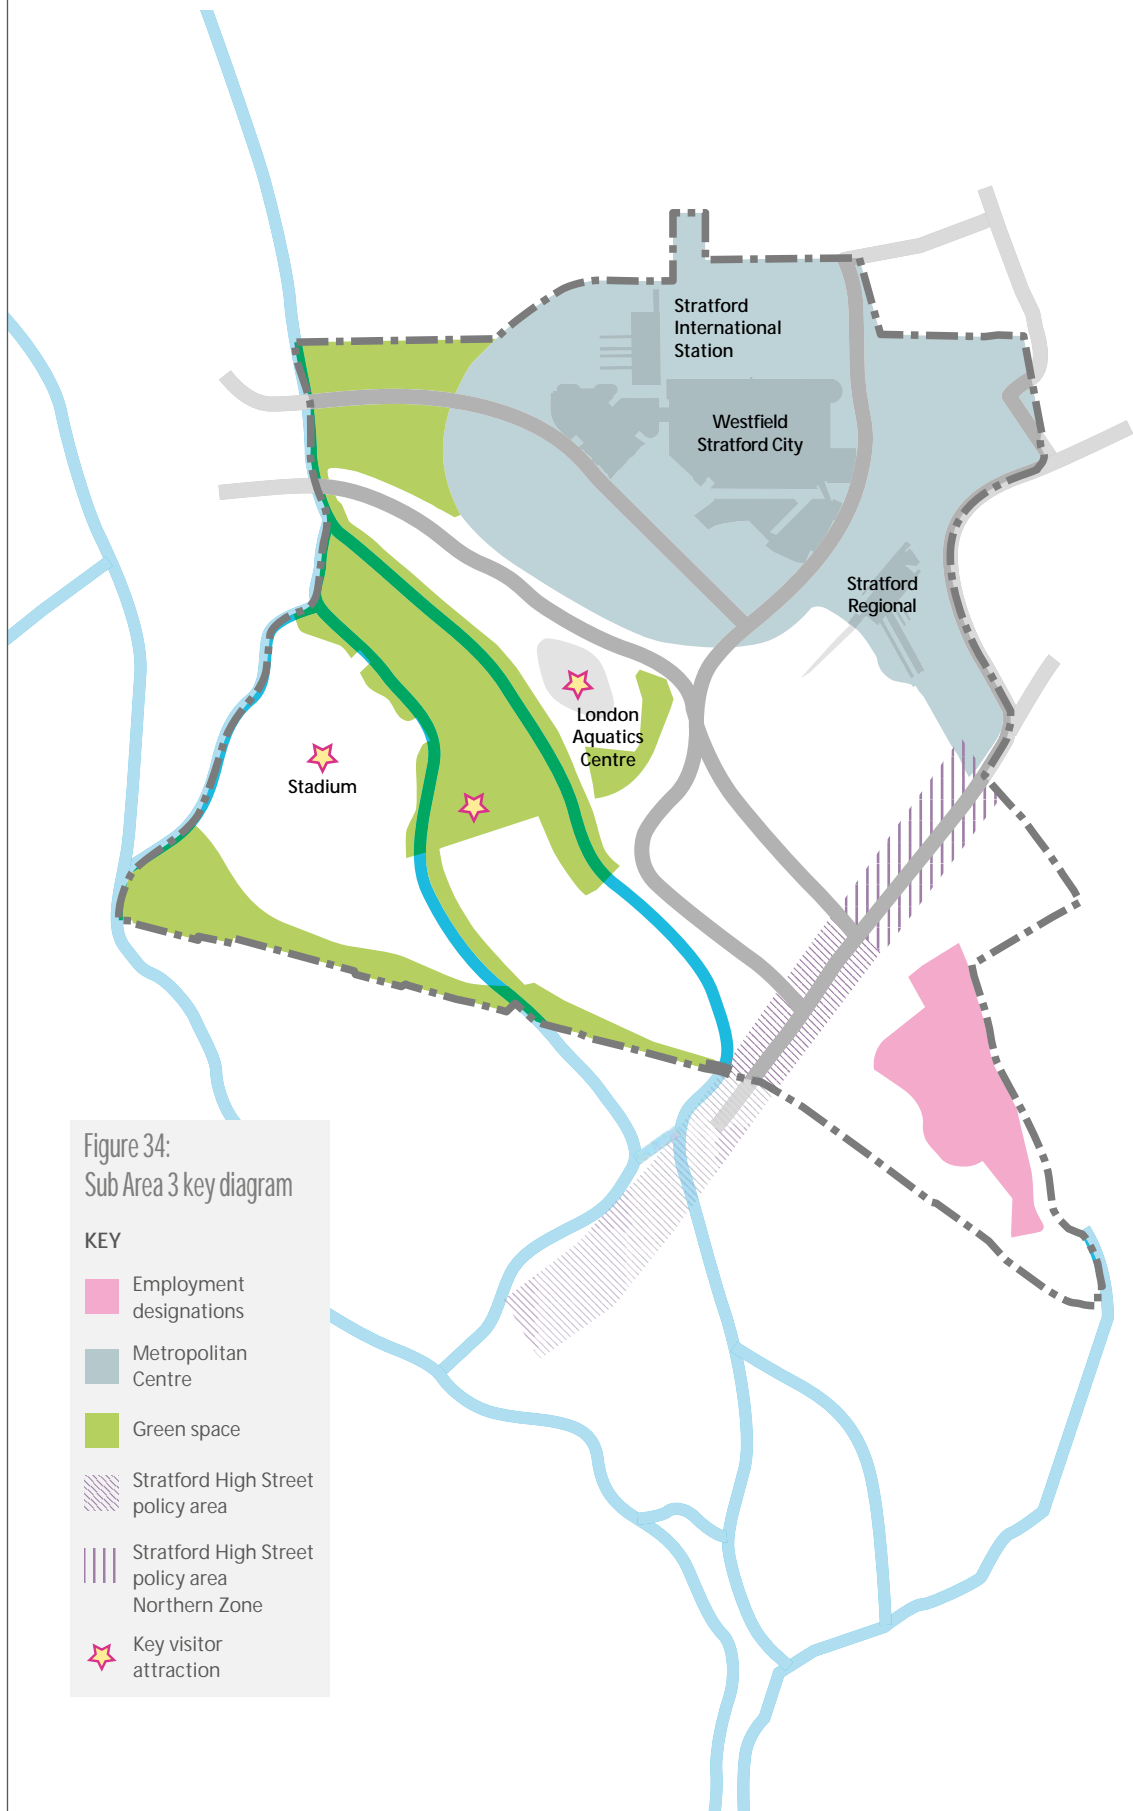 Stratford
International
Station
Westfield
Stratford City
Stratford
Regional
London
Aquatics
Centre
Stadium
Figure 34:
Sub Area 3 key diagram
KEY
Employment
designations
Metropolitan
Centre
Green space
Stratford High Street
policy area
Stratford High Street
policy area
Northern Zone
Key visitor
attraction